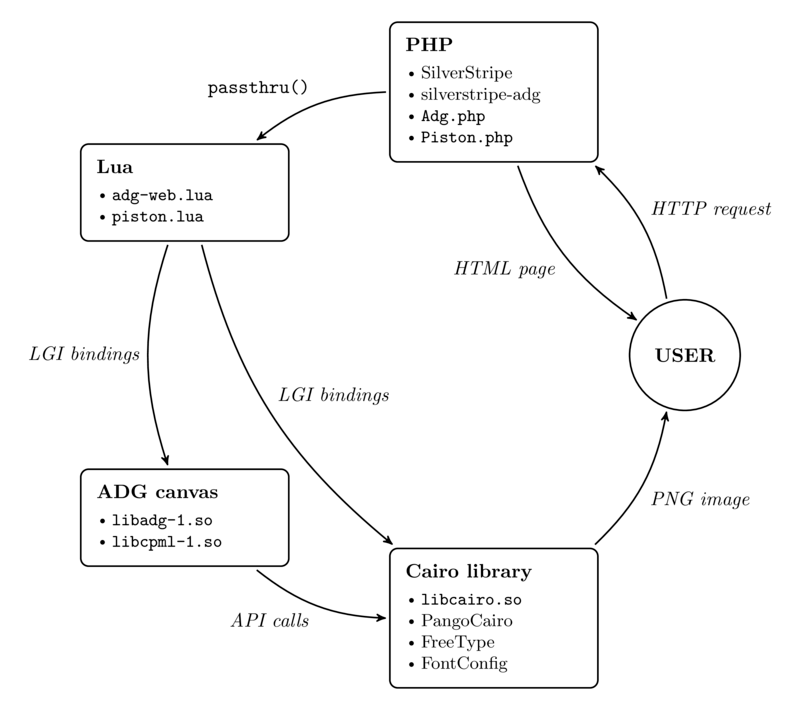 PHP
• SilverStripe
• silverstripe-adg
• Adg.php
• Piston.php
passthru()
Lua
• adg-web.lua
• piston.lua
HTTP request
HTML page
USER
LGI bindings
LGI bindings
ADG canvas
• libadg-1.so
• libcpml-1.so
PNG image
Cairo library
• libcairo.so
• PangoCairo
• FreeType
• FontConfig
API calls